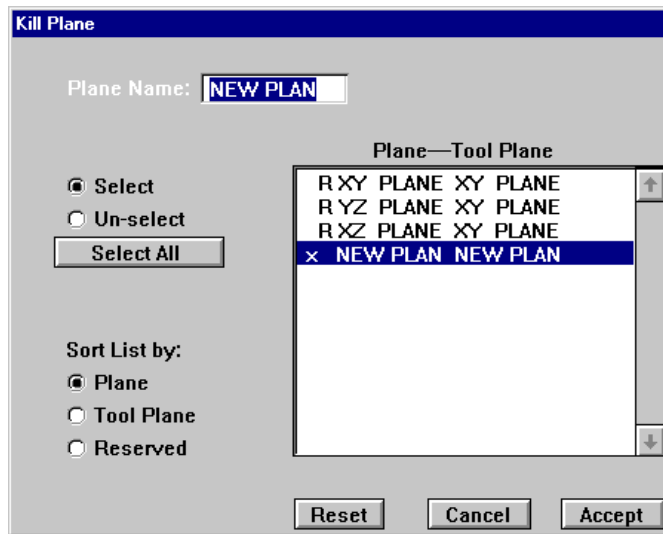 Kill Plane
Plane Name: NEW PLAN
Plane—Tool Plane
Select
Un-select
Select All
R XY PLANE XY PLANE
R YZ PLANE XY PLANE
R XZ PLANE XY PLANE
x NEW PLAN NEW PLAN
Sort List by:
Plane
Tool Plane
Reserved
Reset Cancel Accept